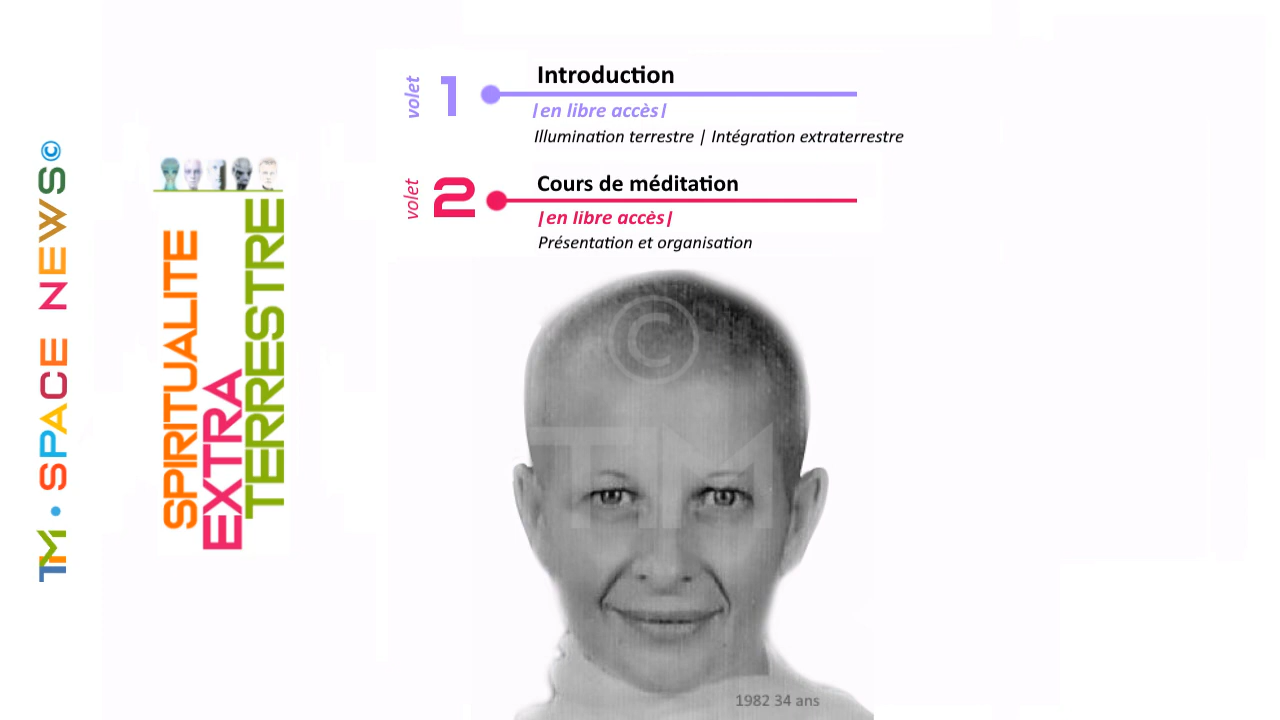 TM • SPACE NEWS©
SPIRITUALITE
EXTRA
TERRESTRE
volet 1
Introduction
|en libre accès|
Illumination terrestre | Intégration extraterrestre
volet 2
Cours de méditation
|en libre accès|
Présentation et organisation
©
TM
1982 34 ans